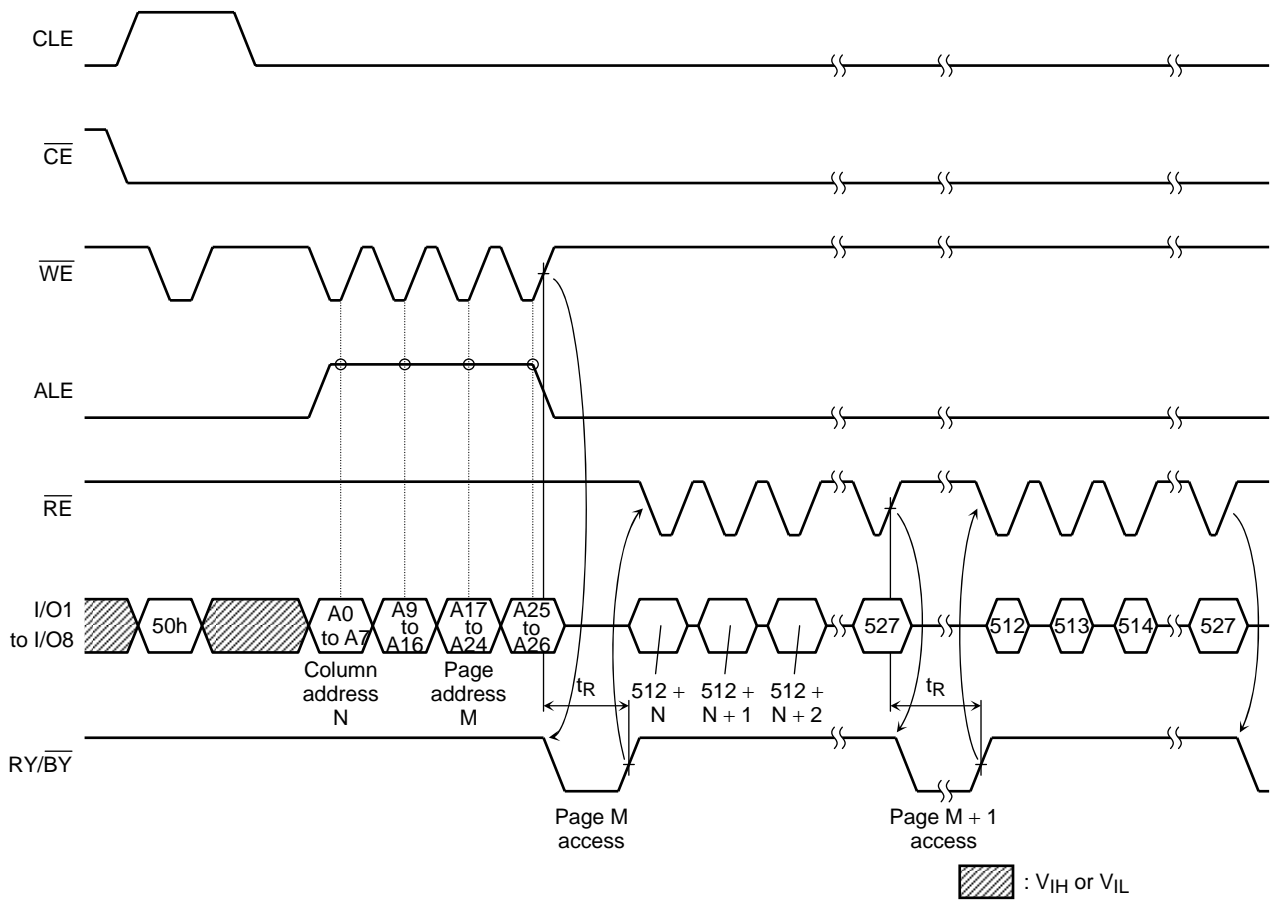 CLE
CE
WE
ALE
RE
I/O1
to I/O8
50h
A0
to A7
A9
to
A16
A17
to
A24
A25
to
A26
527
512
513
514
527
Column
address
N
Page
address
M
tR
512 +
N
512 +
N + 1
512 +
N + 2
tR
RY/BY
Page M
access
Page M + 1
access
: VIH or VIL